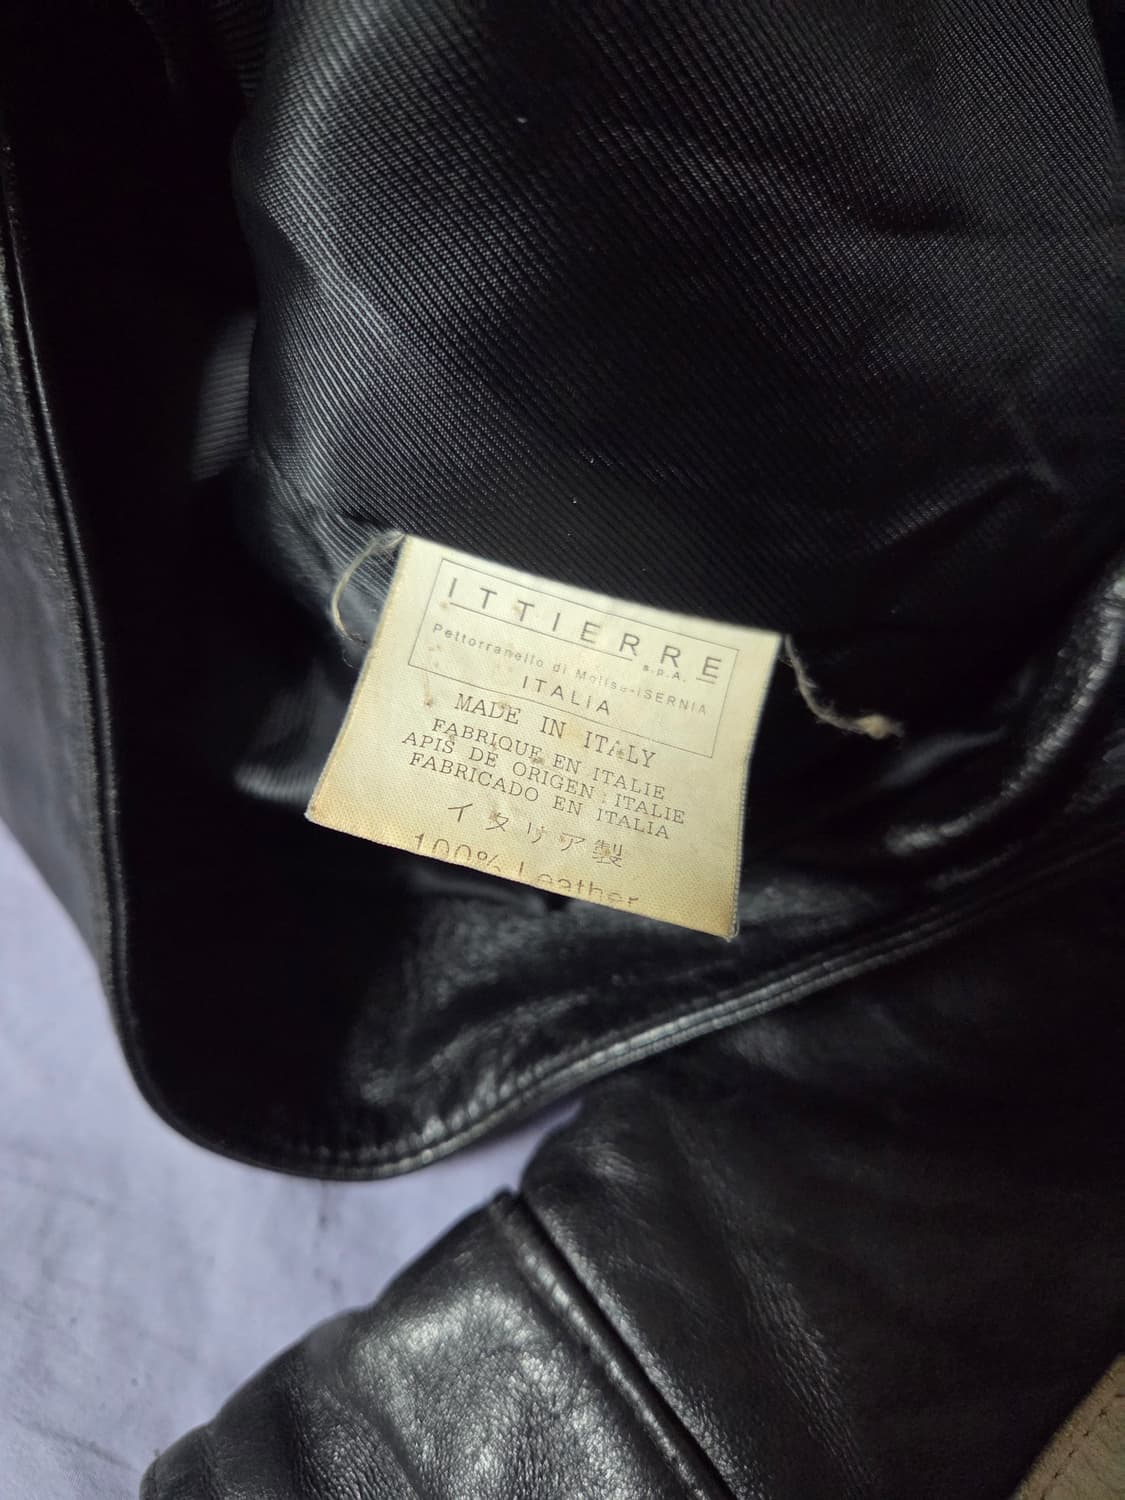 ITTIERRE
s.p.A.
Pettorranello di Molise-ISERNIA
ITALIA
MADE IN ITALY
FABRIQUE EN ITALIE
APIS DE ORIGEN : ITALIE
FABRICADO EN ITALIA
イタリア製
100% Leather